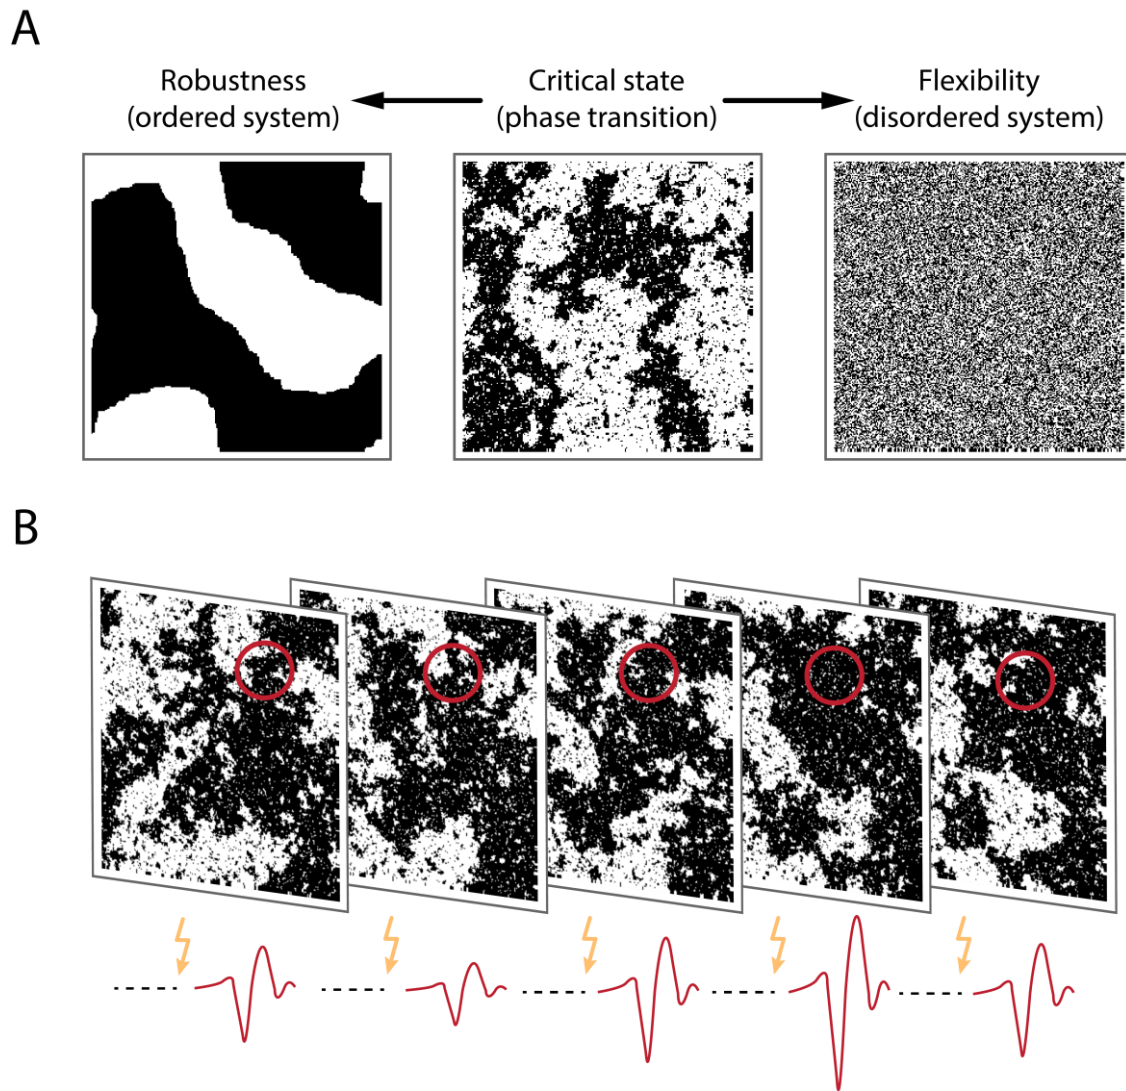 A
Robustness
(ordered system)
Critical state
(phase transition)
Flexibility
(disordered system)
B